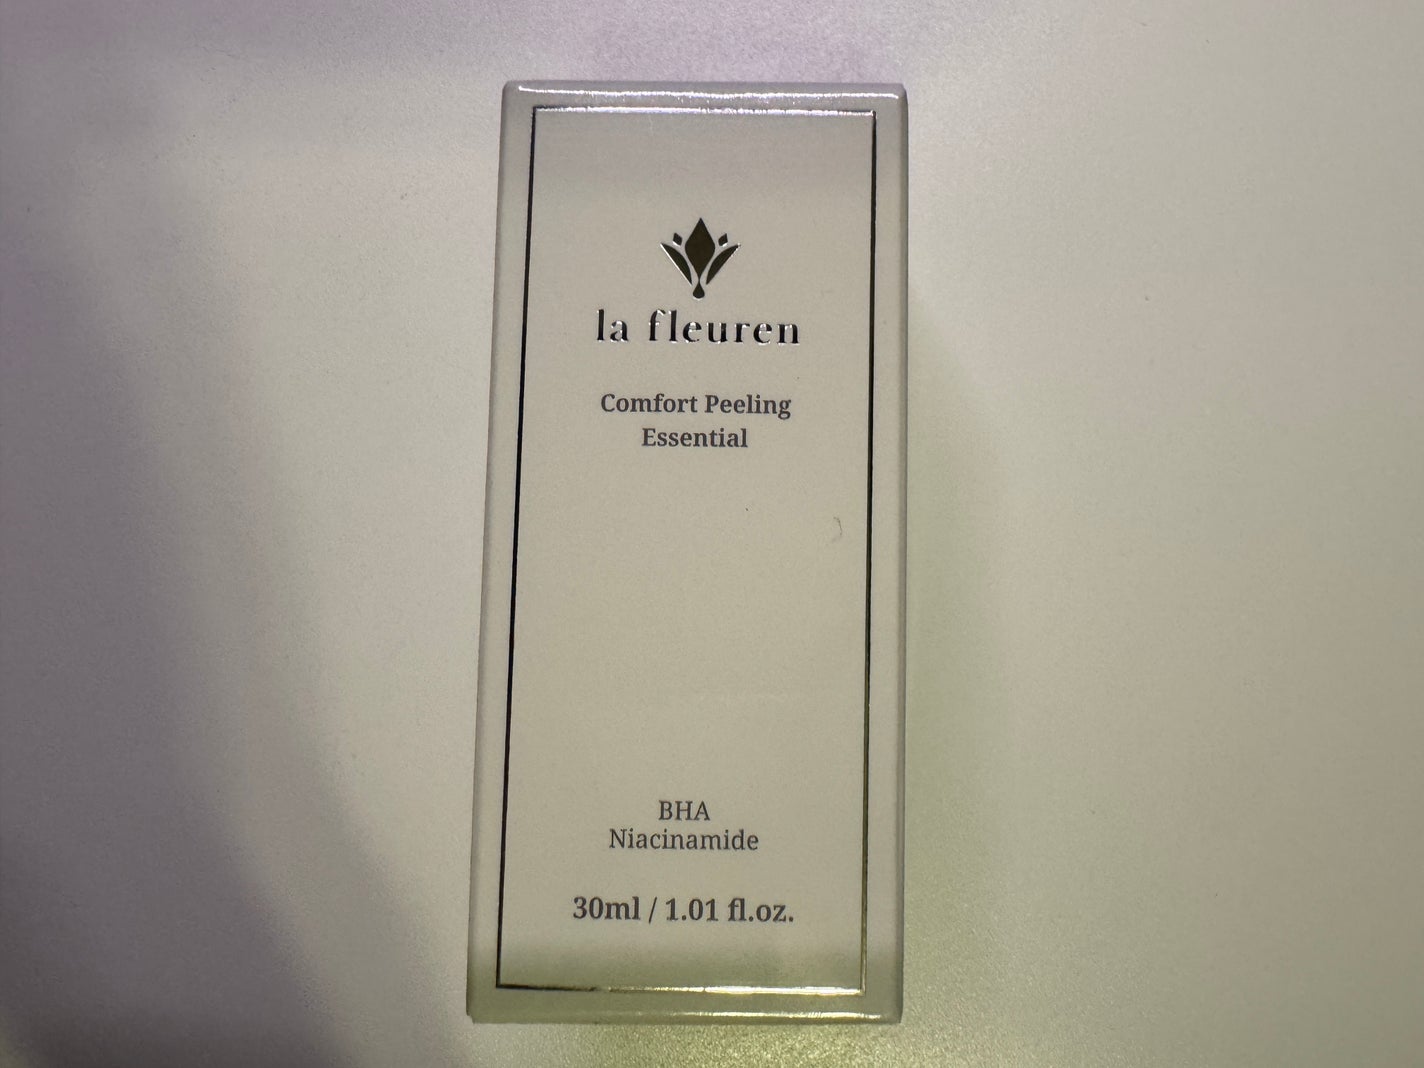 la fleuren
Comfort Peeling
Essential
BHA
Niacinamide
30ml / 1.01 fl.oz.